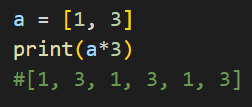 a = [1, 3]
print(a*3)
#[1, 3, 1, 3, 1, 3]